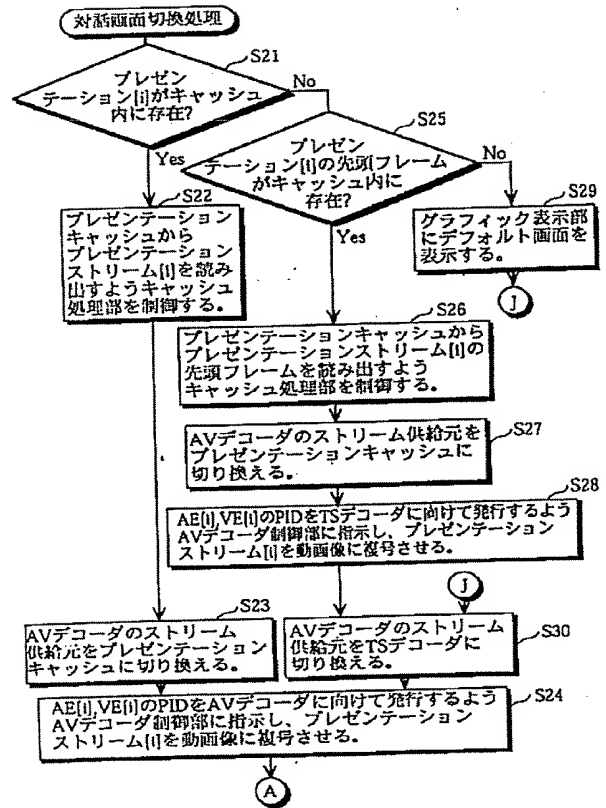 対話画面切換処理
S21
プレゼン
テーション[i]がキャッシュ
内に存在?
No
Yes
S25
プレゼン
テーション[i]の先頭フレーム
がキャッシュ内に
存在?
No
Yes
S22
プレゼンテーション
キャッシュから
プレゼンテーション
ストリーム[i]を読み
出すようキャッシュ
処理部を制御する。
S29
グラフィック表示部
にデフォルト画面を
表示する。
J
S26
プレゼンテーションキャッシュから
プレゼンテーションストリーム[i]の
先頭フレームを読み出すよう
キャッシュ処理部を制御する。
S27
AVデコーダのストリーム供給元を
プレゼンテーションキャッシュに
切り換える。
S28
AE[i],VE[i]のPIDをTSデコーダに向けて発行するよう
AVデコーダ制御部に指示し、プレゼンテーション
ストリーム[i]を動画像に復号させる。
J
S23
AVデコーダのストリーム
供給元をプレゼンテーション
キャッシュに切り換える。
S30
AVデコーダのストリーム
供給元をTSデコーダに
切り換える。
S24
AE[i],VE[i]のPIDをAVデコーダに向けて発行するよう
AVデコーダ制御部に指示し、プレゼンテーション
ストリーム[i]を動画像に復号させる。
A